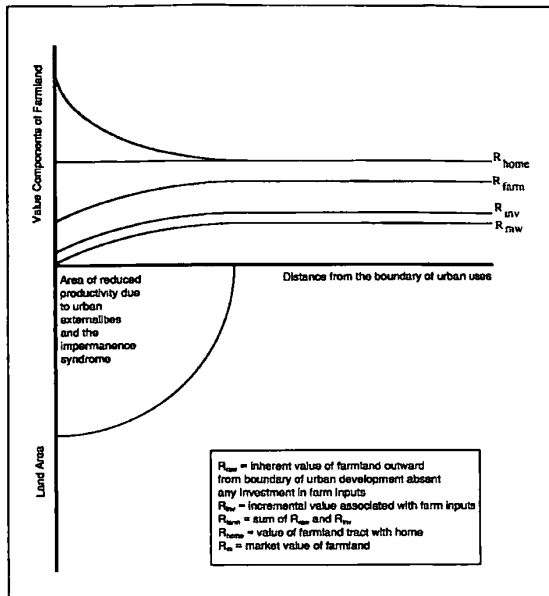 Value Components of Farmland
R home
R farm
R inv
R raw
Area of reduced
productivity due
to urban
externalities
and the
impermanence
syndrome
Distance from the boundary of urban uses
Land Area
R raw = inherent value of farmland outward
from boundary of urban development absent
any investment in farm inputs
R inv = incremental value associated with farm inputs
R farm = sum of R raw and R inv
R home = value of farmland tract with home
R m = market value of farmland